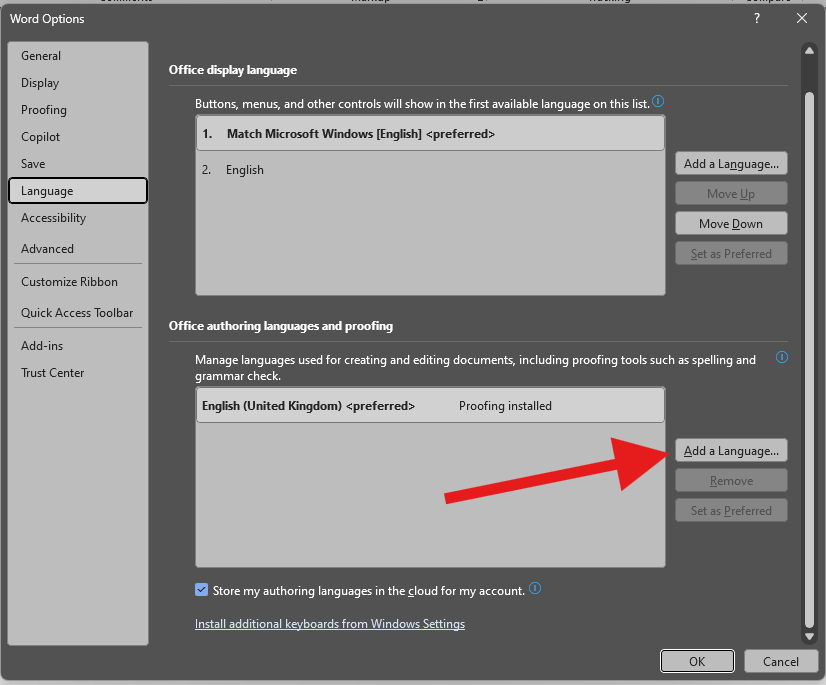 Word Options
?
General
Display
Proofing
Copilot
Save
Language
Accessibility
Advanced
Customize Ribbon
Quick Access Toolbar
Add-ins
Trust Center
Office display language
Buttons, menus, and other controls will show in the first available language on this list.
1. Match Microsoft Windows [English] <preferred>
2. English
Add a Language...
Move Up
Move Down
Set as Preferred
Office authoring languages and proofing
Manage languages used for creating and editing documents, including proofing tools such as spelling and
grammar check.
English (United Kingdom) <preferred> Proofing installed
Add a Language...
Remove
Set as Preferred
Store my authoring languages in the cloud for my account.
Install additional keyboards from Windows Settings
OK
Cancel